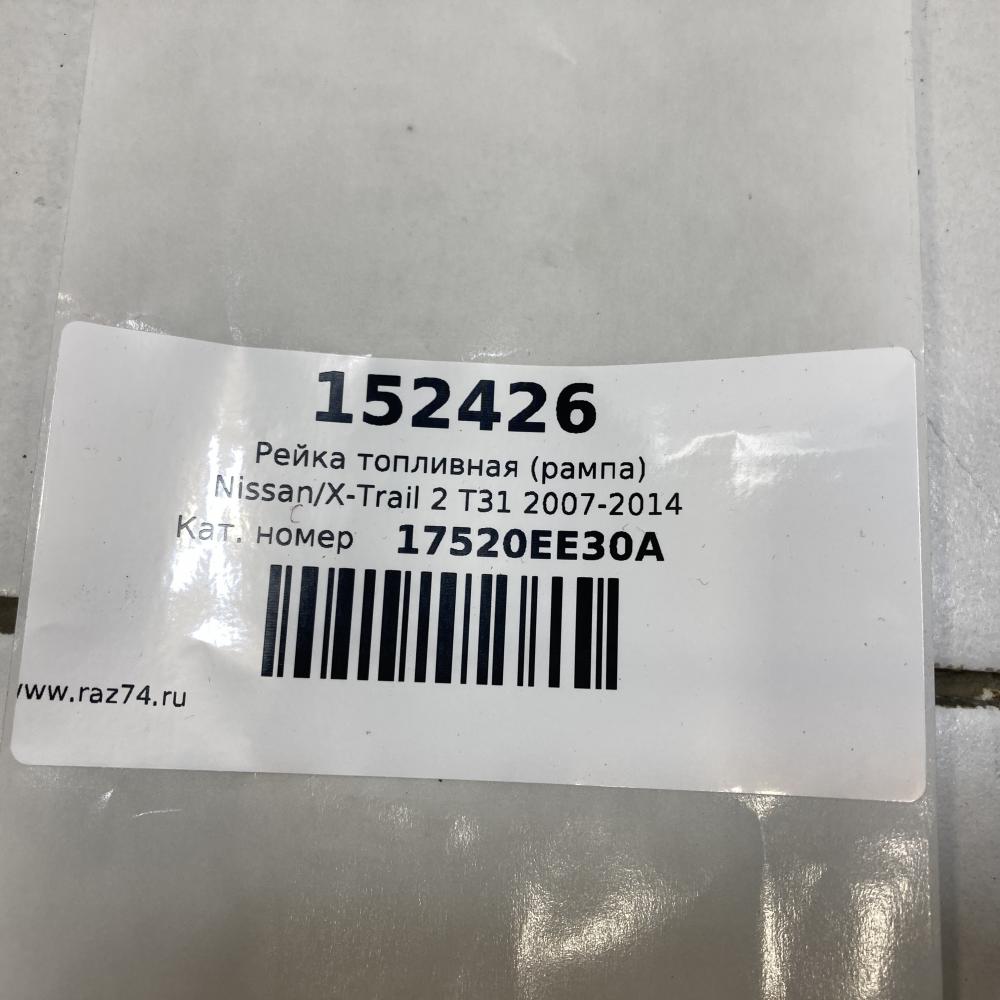 152426
Рейка топливная (рампа)
Nissan/X-Trail 2 T31 2007-2014
Кат. номер 17520EE30A
www.raz74.ru